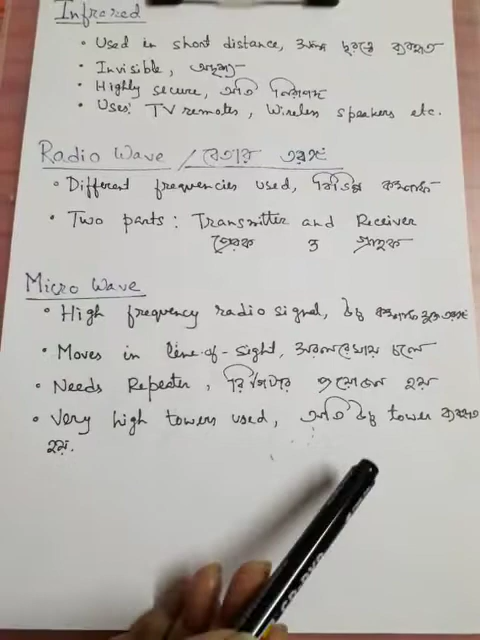 Infrared
• Used in short distance, অল্প দূরত্বে ব্যবহৃত
• Invisible, অদৃশ্য
• Highly secure, অতি নিরাপদ
• Uses: TV remotes, Wireless speakers etc.
Radio Wave / বেতার তরঙ্গ
• Different frequencies used, বিভিন্ন কম্পাঙ্ক
• Two parts: Transmitter and Receiver
প্রেরক ও গ্রাহক
Micro Wave
• High frequency radio signal, উচ্চ কম্পাঙ্কযুক্ত তরঙ্গ
• Moves in line-of-sight, সরলরেখায় চলে
• Needs Repeater, রিপিটার প্রয়োজন হয়
• Very high towers used, অতি উচ্চ tower ব্যবহৃত
হয়.